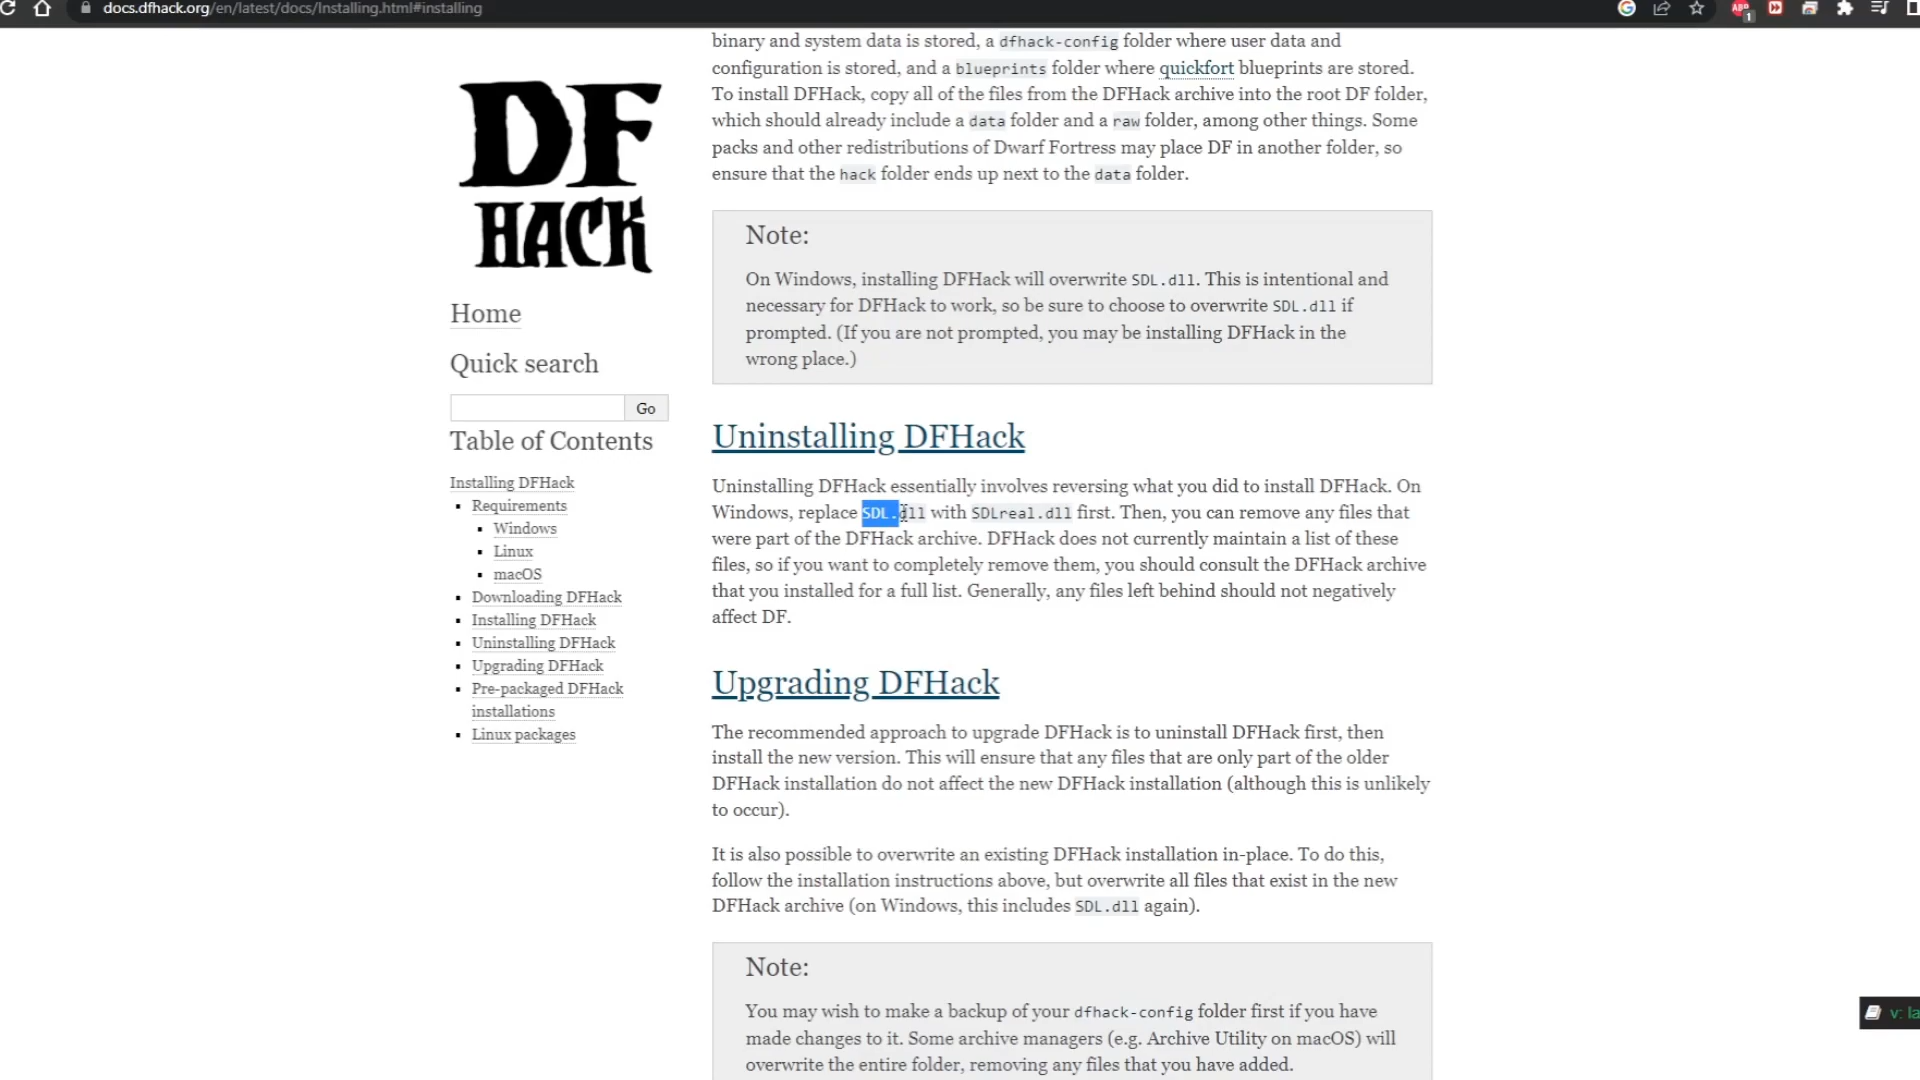 docs.dfhack.org/en/latest/docs/Installing.html#installing
ABP
1
DF
HACK
Home
Quick search
Go
Table of Contents
Installing DFHack
Requirements
Windows
Linux
macOS
Downloading DFHack
Installing DFHack
Uninstalling DFHack
Upgrading DFHack
Pre-packaged DFHack
installations
Linux packages
binary and system data is stored, a dfhack-config folder where user data and
configuration is stored, and a blueprints folder where quickfort blueprints are stored.
To install DFHack, copy all of the files from the DFHack archive into the root DF folder,
which should already include a data folder and a raw folder, among other things. Some
packs and other redistributions of Dwarf Fortress may place DF in another folder, so
ensure that the hack folder ends up next to the data folder.
Note:
On Windows, installing DFHack will overwrite SDL.dll. This is intentional and
necessary for DFHack to work, so be sure to choose to overwrite SDL.dll if
prompted. (If you are not prompted, you may be installing DFHack in the
wrong place.)
Uninstalling DFHack
Uninstalling DFHack essentially involves reversing what you did to install DFHack. On
Windows, replace SDL.dll with SDLreal.dll first. Then, you can remove any files that
were part of the DFHack archive. DFHack does not currently maintain a list of these
files, so if you want to completely remove them, you should consult the DFHack archive
that you installed for a full list. Generally, any files left behind should not negatively
affect DF.
Upgrading DFHack
The recommended approach to upgrade DFHack is to uninstall DFHack first, then
install the new version. This will ensure that any files that are only part of the older
DFHack installation do not affect the new DFHack installation (although this is unlikely
to occur).
It is also possible to overwrite an existing DFHack installation in-place. To do this,
follow the installation instructions above, but overwrite all files that exist in the new
DFHack archive (on Windows, this includes SDL.dll again).
Note:
You may wish to make a backup of your dfhack-config folder first if you have
made changes to it. Some archive managers (e.g. Archive Utility on macOS) will
overwrite the entire folder, removing any files that you have added.
v: la